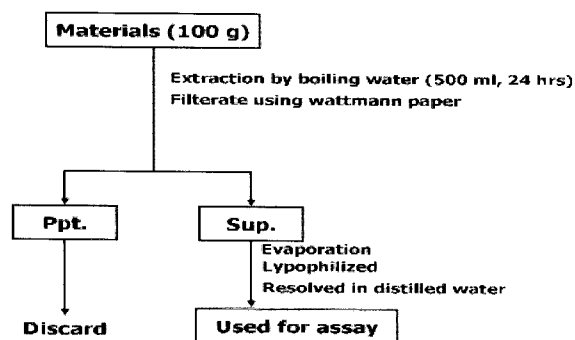 Materials (100 g)
Extraction by boiling water (500 ml, 24 hrs)
Filterate using wattmann paper
Ppt.
Sup.
Evaporation
Lypophilized
Resolved in distilled water
Discard
Used for assay